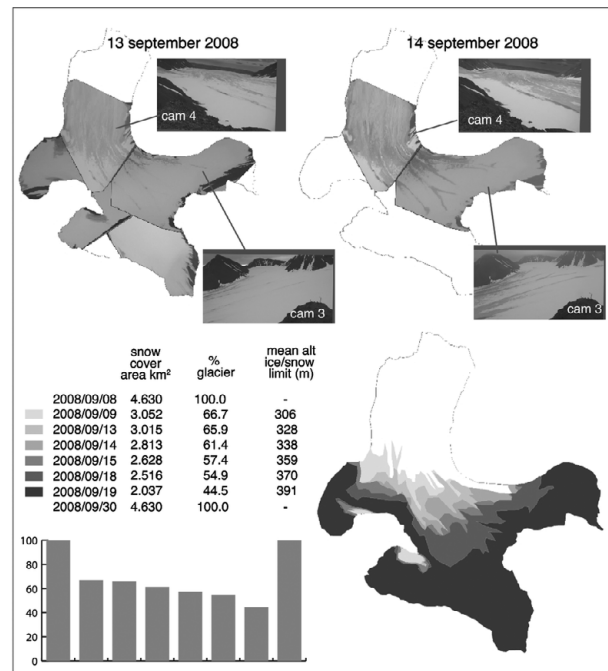 13 september 2008
14 september 2008
cam 4
cam 4
cam 3
cam 3
snow cover area km² % glacier mean alt ice/snow limit (m)
2008/09/08 4.630 100.0 -
2008/09/09 3.052 66.7 306
2008/09/13 3.015 65.9 328
2008/09/14 2.813 61.4 338
2008/09/15 2.628 57.4 359
2008/09/18 2.516 54.9 370
2008/09/19 2.037 44.5 391
2008/09/30 4.630 100.0 -
100
80
60
40
20
0